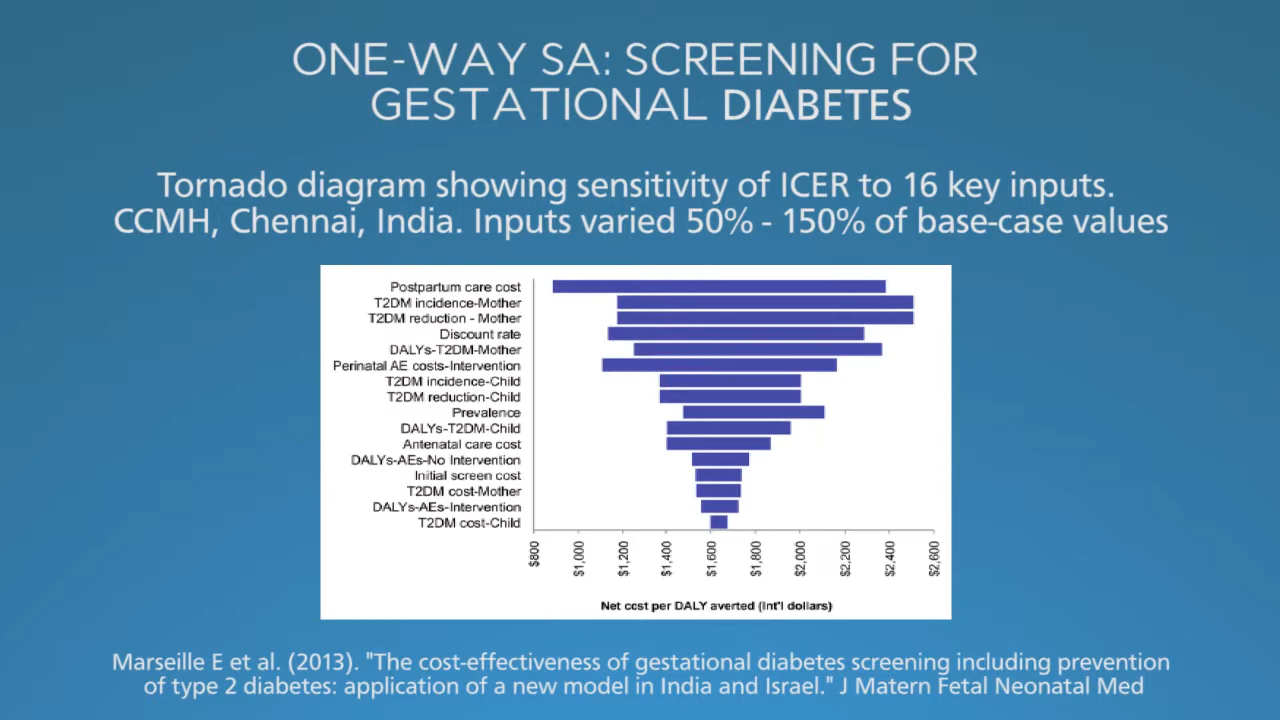 ONE-WAY SA: SCREENING FOR
GESTATIONAL DIABETES
Tornado diagram showing sensitivity of ICER to 16 key inputs.
CCMH, Chennai, India. Inputs varied 50% - 150% of base-case values
Postpartum care cost
T2DM incidence-Mother
T2DM reduction - Mother
Discount rate
DALYs-T2DM-Mother
Perinatal AE costs-Intervention
T2DM incidence-Child
T2DM reduction-Child
Prevalence
DALYs-T2DM-Child
Antenatal care cost
DALYs-AEs-No Intervention
Initial screen cost
T2DM cost-Mother
DALYs-AEs-Intervention
T2DM cost-Child
$800 $1,000 $1,200 $1,400 $1,600 $1,800 $2,000 $2,200 $2,400 $2,600
Net cost per DALY averted (Int'l dollars)
Marseille E et al. (2013). "The cost-effectiveness of gestational diabetes screening including prevention
of type 2 diabetes: application of a new model in India and Israel." J Matern Fetal Neonatal Med